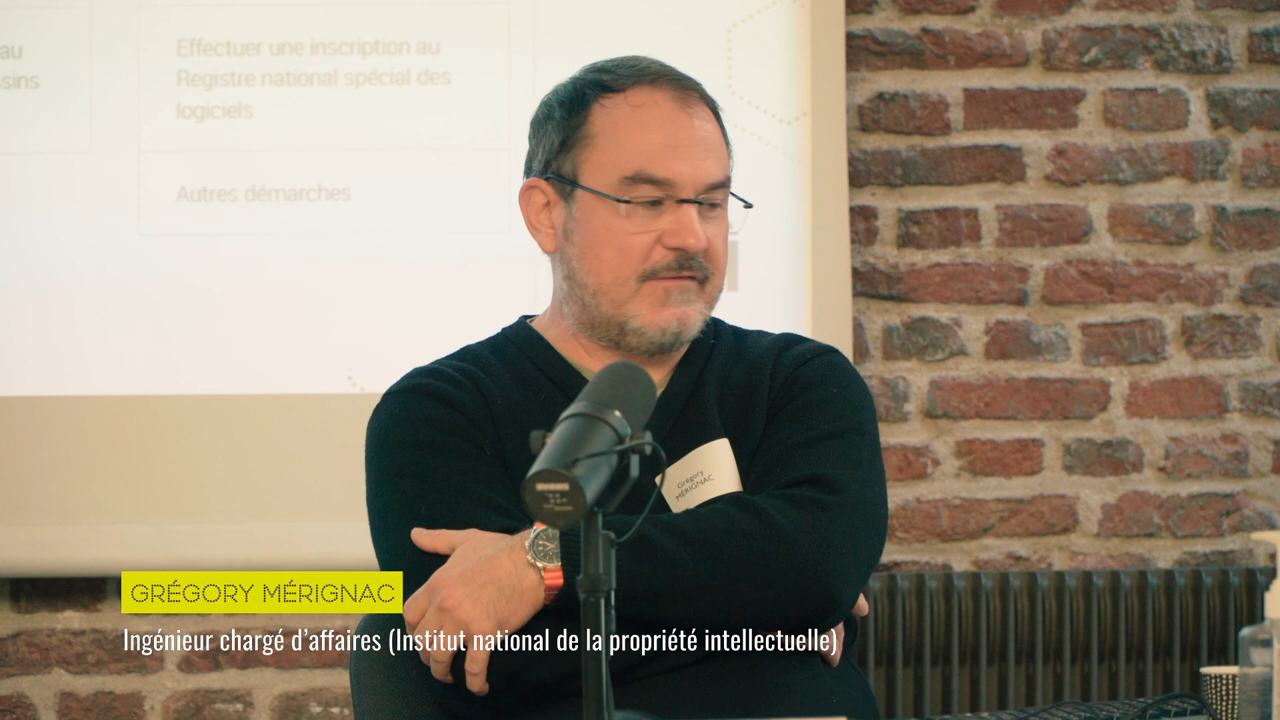 au
ssins
Effectuer une inscription au
Registre national spécial des
logiciels
Autres démarches
Grégory
MÉRIGNAC
GRÉGORY MÉRIGNAC
Ingénieur chargé d'affaires (Institut national de la propriété intellectuelle)